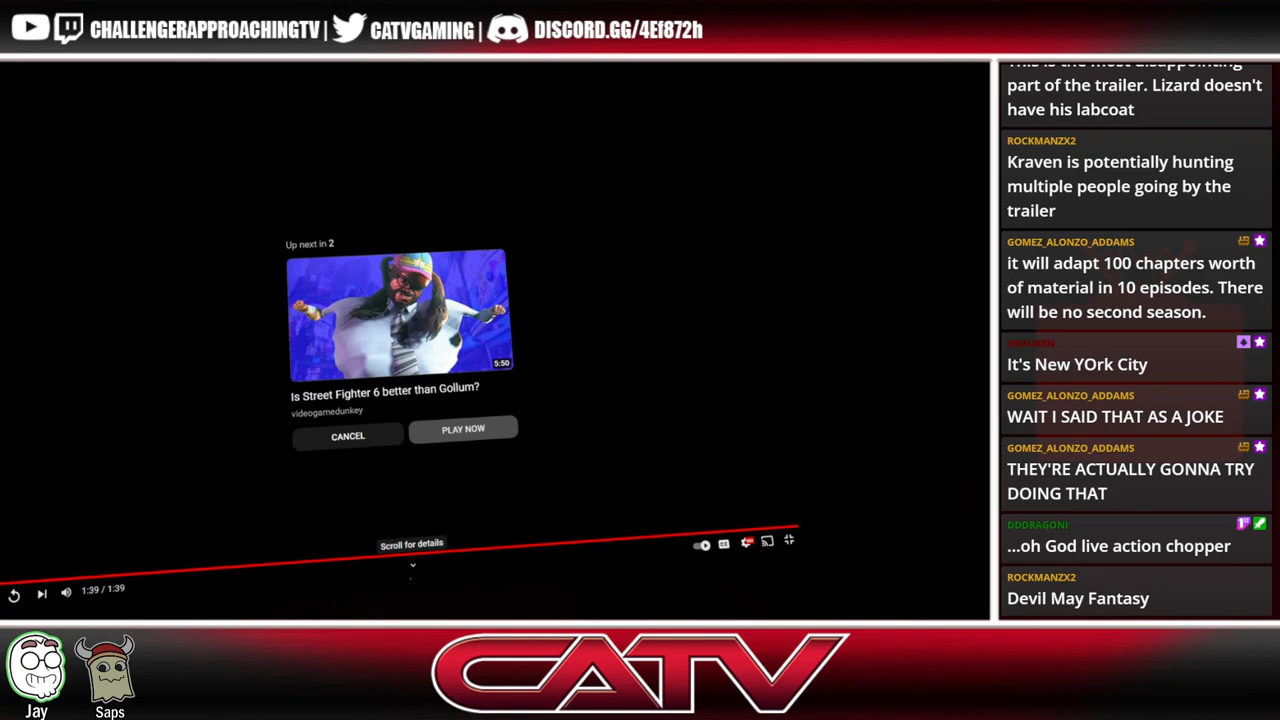 CHALLENGERAPPROACHINGTV | CATVGAMING | DISCORD.GG/4Ef872h
Up next in 2
5:50
Is Street Fighter 6 better than Gollum?
videogamedunkey
CANCEL
PLAY NOW
Scroll for details
1:39 / 1:39
This is the most disappointing
part of the trailer. Lizard doesn't
have his labcoat
ROCKMANZX2
Kraven is potentially hunting
multiple people going by the
trailer
GOMEZ_ALONZO_ADDAMS
it will adapt 100 chapters worth
of material in 10 episodes. There
will be no second season.
It's New YOrk City
GOMEZ_ALONZO_ADDAMS
WAIT I SAID THAT AS A JOKE
GOMEZ_ALONZO_ADDAMS
THEY'RE ACTUALLY GONNA TRY
DOING THAT
DDDRAGONI
...oh God live action chopper
ROCKMANZX2
Devil May Fantasy
Jay
Saps
CATV